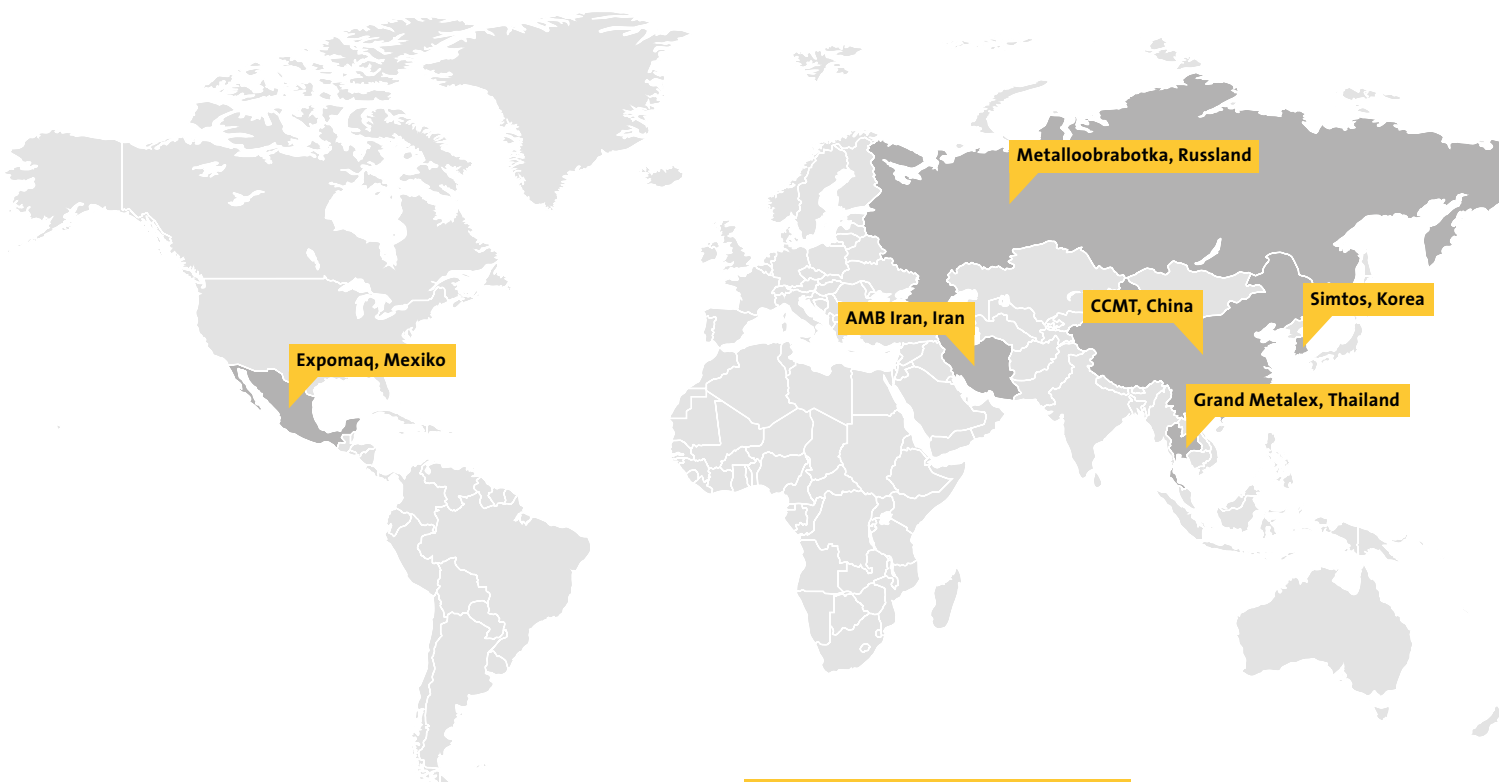 Metalloobrabotka, Russland
Simtos, Korea
CCMT, China
AMB Iran, Iran
Expomaq, Mexiko
Grand Metalex, Thailand